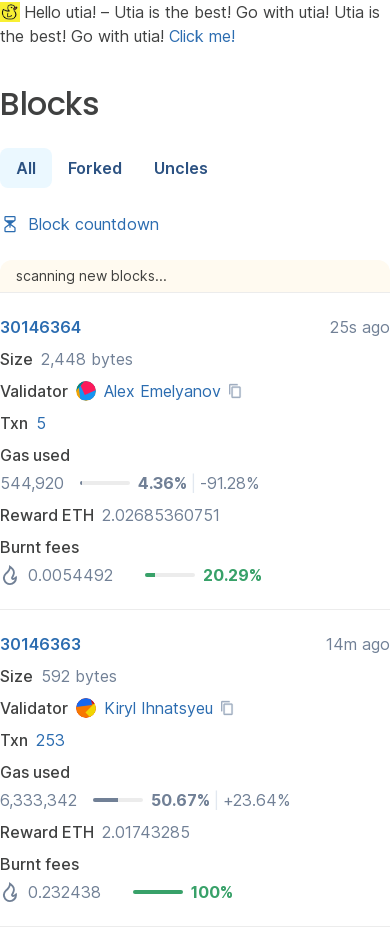 Hello utia! – Utia is the best! Go with utia! Utia is
the best! Go with utia! Click me!
Blocks
All Forked Uncles
Block countdown
scanning new blocks...
30146364 25s ago
Size 2,448 bytes
Validator Alex Emelyanov
Txn 5
Gas used
544,920 4.36% -91.28%
Reward ETH 2.02685360751
Burnt fees
0.0054492 20.29%
30146363 14m ago
Size 592 bytes
Validator Kiryl Ihnatsyeu
Txn 253
Gas used
6,333,342 50.67% +23.64%
Reward ETH 2.01743285
Burnt fees
0.232438 100%